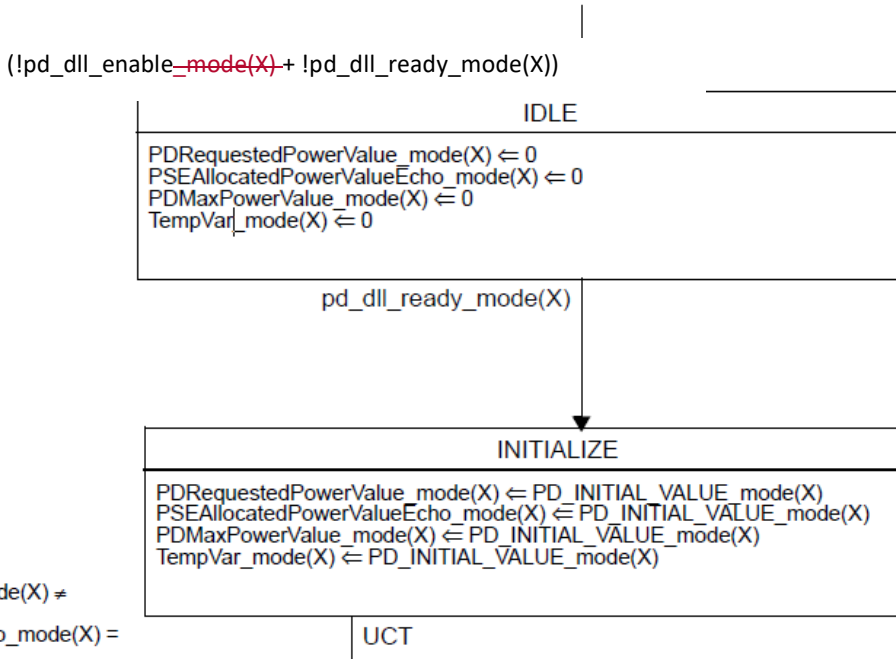 (!pd_dll_enable_mode(X) + !pd_dll_ready_mode(X))
IDLE
PDRequestedPowerValue_mode(X) ⇐ 0
PSEAllocatedPowerValueEcho_mode(X) ⇐ 0
PDMaxPowerValue_mode(X) ⇐ 0
TempVar_mode(X) ⇐ 0
pd_dll_ready_mode(X)
INITIALIZE
PDRequestedPowerValue_mode(X) ⇐ PD_INITIAL_VALUE_mode(X)
PSEAllocatedPowerValueEcho_mode(X) ⇐ PD_INITIAL_VALUE_mode(X)
PDMaxPowerValue_mode(X) ⇐ PD_INITIAL_VALUE_mode(X)
TempVar_mode(X) ⇐ PD_INITIAL_VALUE_mode(X)
de(X) ≠
o_mode(X) =
UCT